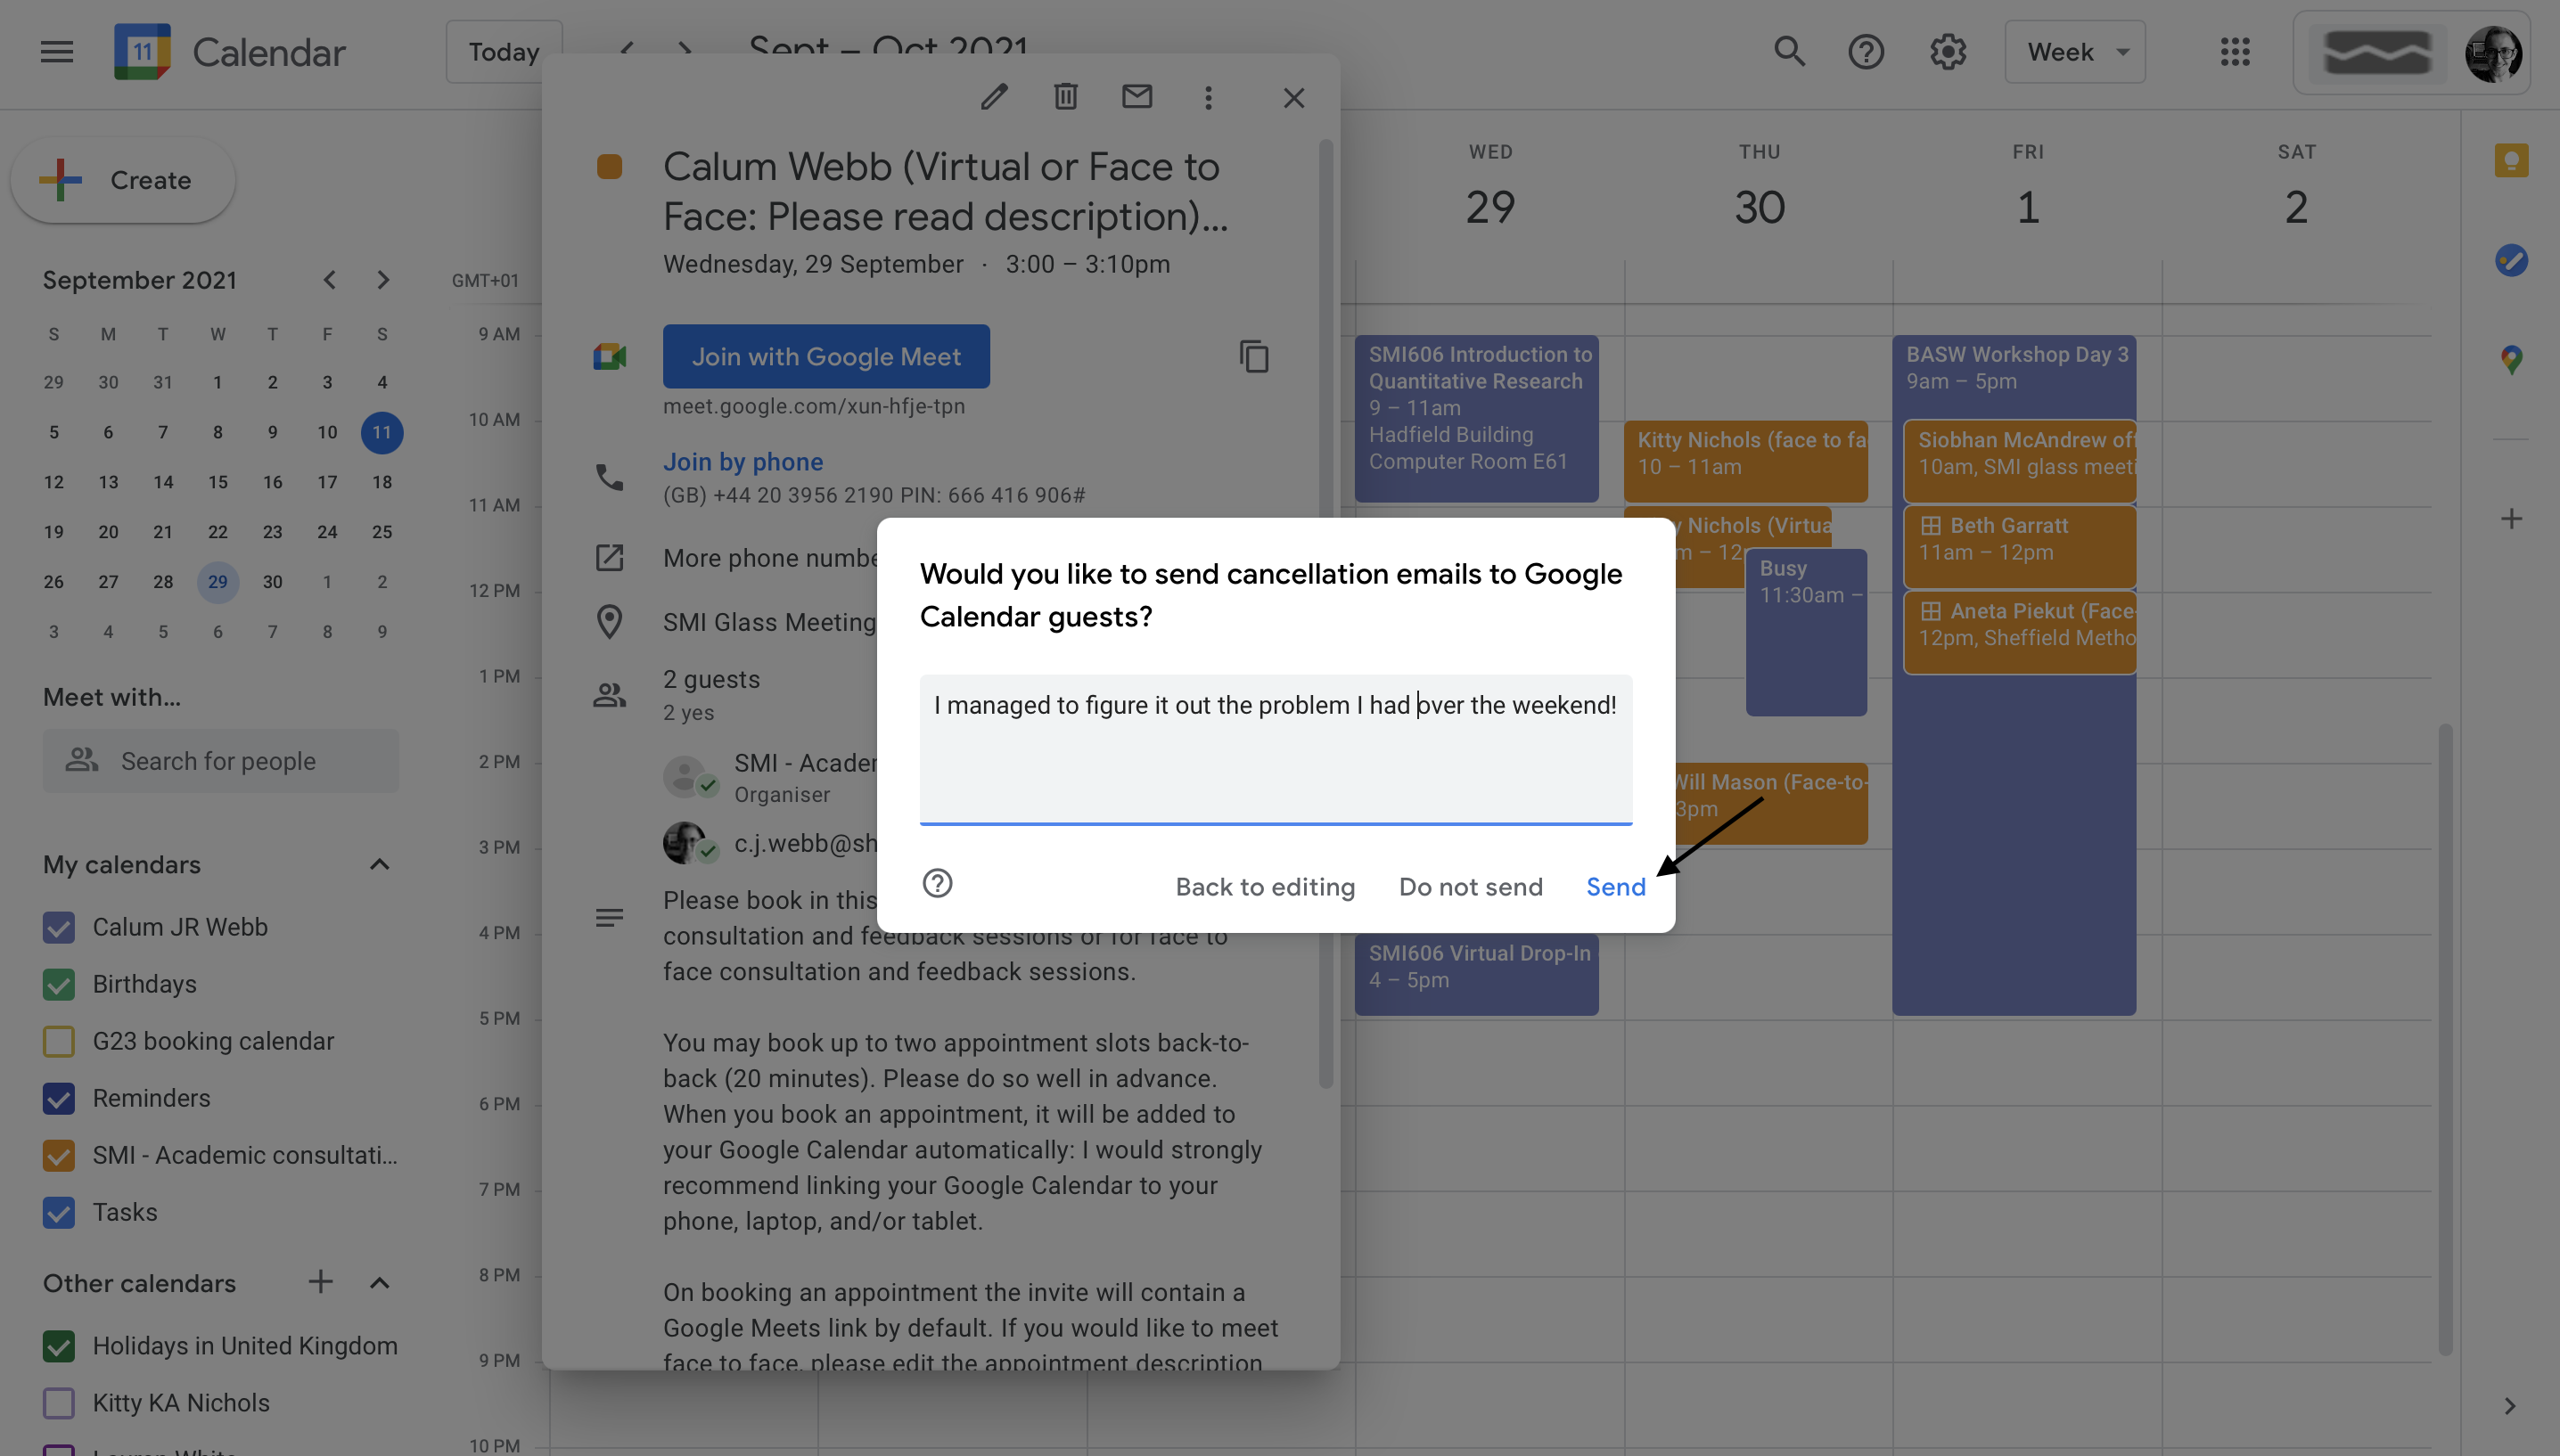 11 Calendar
Today
Sept – Oct 2021
Week
Create
September 2021
S M T W T F S
29 30 31 1 2 3 4
5 6 7 8 9 10 11
12 13 14 15 16 17 18
19 20 21 22 23 24 25
26 27 28 29 30 1 2
3 4 5 6 7 8 9
Meet with...
Search for people
My calendars
Calum JR Webb
Birthdays
G23 booking calendar
Reminders
SMI - Academic consultati...
Tasks
Other calendars
Holidays in United Kingdom
Kitty KA Nichols
GMT+01
9 AM
10 AM
11 AM
12 PM
1 PM
2 PM
3 PM
4 PM
5 PM
6 PM
7 PM
8 PM
9 PM
10 PM
Calum Webb (Virtual or Face to
Face: Please read description)...
Wednesday, 29 September · 3:00 – 3:10pm
Join with Google Meet
meet.google.com/xun-hfje-tpn
Join by phone
(GB) +44 20 3956 2190 PIN: 666 416 906#
More phone numbe
SMI Glass Meeting
2 guests
2 yes
SMI - Acade
Organiser
c.j.webb@sh
Please book in this
consultation and feedback sessions or for face to
face consultation and feedback sessions.
You may book up to two appointment slots back-to-
back (20 minutes). Please do so well in advance.
When you book an appointment, it will be added to
your Google Calendar automatically: I would strongly
recommend linking your Google Calendar to your
phone, laptop, and/or tablet.
On booking an appointment the invite will contain a
Google Meets link by default. If you would like to meet
face to face, please edit the appointment description
Would you like to send cancellation emails to Google
Calendar guests?
I managed to figure it out the problem I had over the weekend!
Back to editing Do not send Send
WED
29
THU
30
FRI
1
SAT
2
SMI606 Introduction to
Quantitative Research
9 – 11am
Hadfield Building
Computer Room E61
SMI606 Virtual Drop-In
4 – 5pm
Kitty Nichols (face to fa
10 – 11am
y Nichols (Virtua
m – 12p
Busy
11:30am –
Will Mason (Face-to-
3pm
BASW Workshop Day 3
9am – 5pm
Siobhan McAndrew of
10am, SMI glass meeti
Beth Garratt
11am – 12pm
Aneta Piekut (Face-
12pm, Sheffield Metho